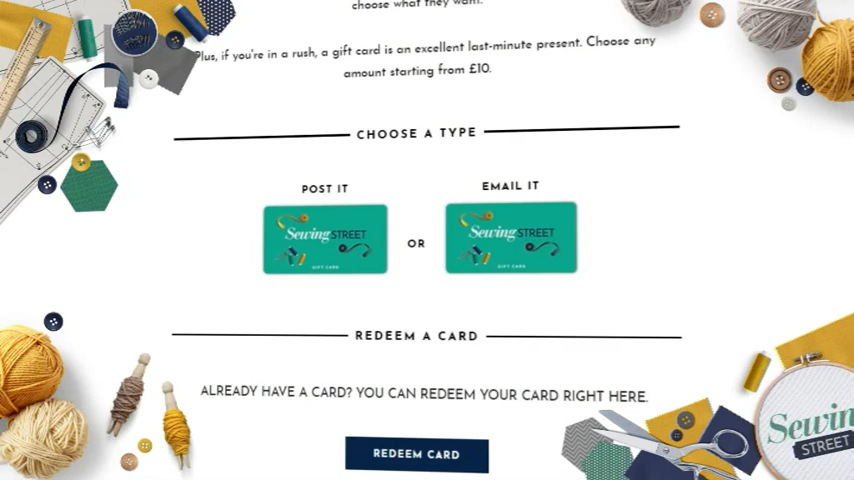 choose what they want.
Plus, if you're in a rush, a gift card is an excellent last-minute present. Choose any
amount starting from £10.
CHOOSE A TYPE
POST IT
EMAIL IT
Sewing STREET
GIFT CARD
OR
Sewing STREET
GIFT CARD
REDEEM A CARD
ALREADY HAVE A CARD? YOU CAN REDEEM YOUR CARD RIGHT HERE.
REDEEM CARD
Sewing
STREET